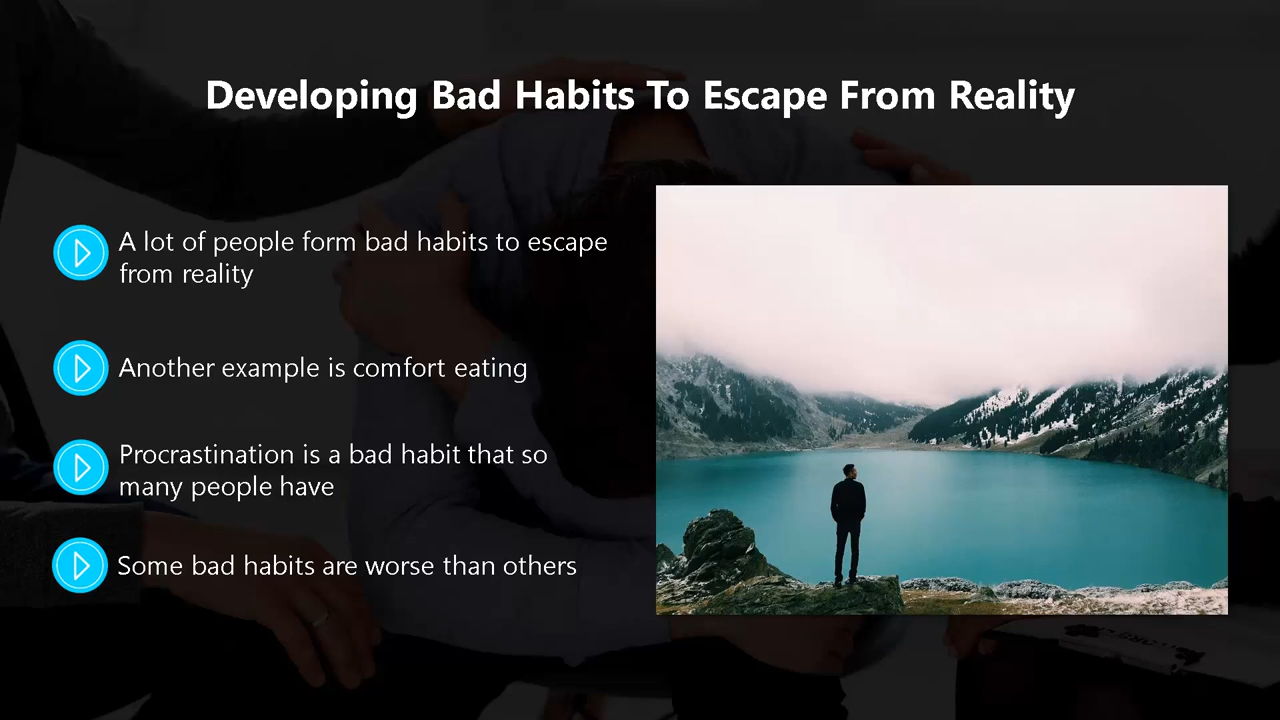 Developing Bad Habits To Escape From Reality
A lot of people form bad habits to escape
from reality
Another example is comfort eating
Procrastination is a bad habit that so
many people have
Some bad habits are worse than others